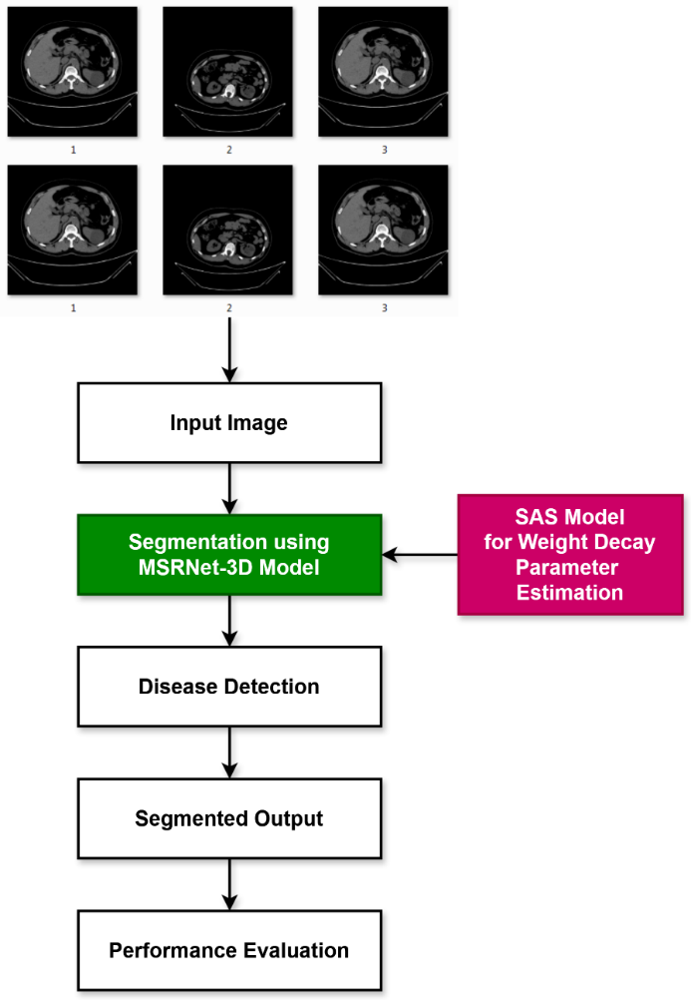 1 2 3
1 2 3
Input Image
Segmentation using
MSRNet-3D Model
SAS Model
for Weight Decay
Parameter
Estimation
Disease Detection
Segmented Output
Performance Evaluation